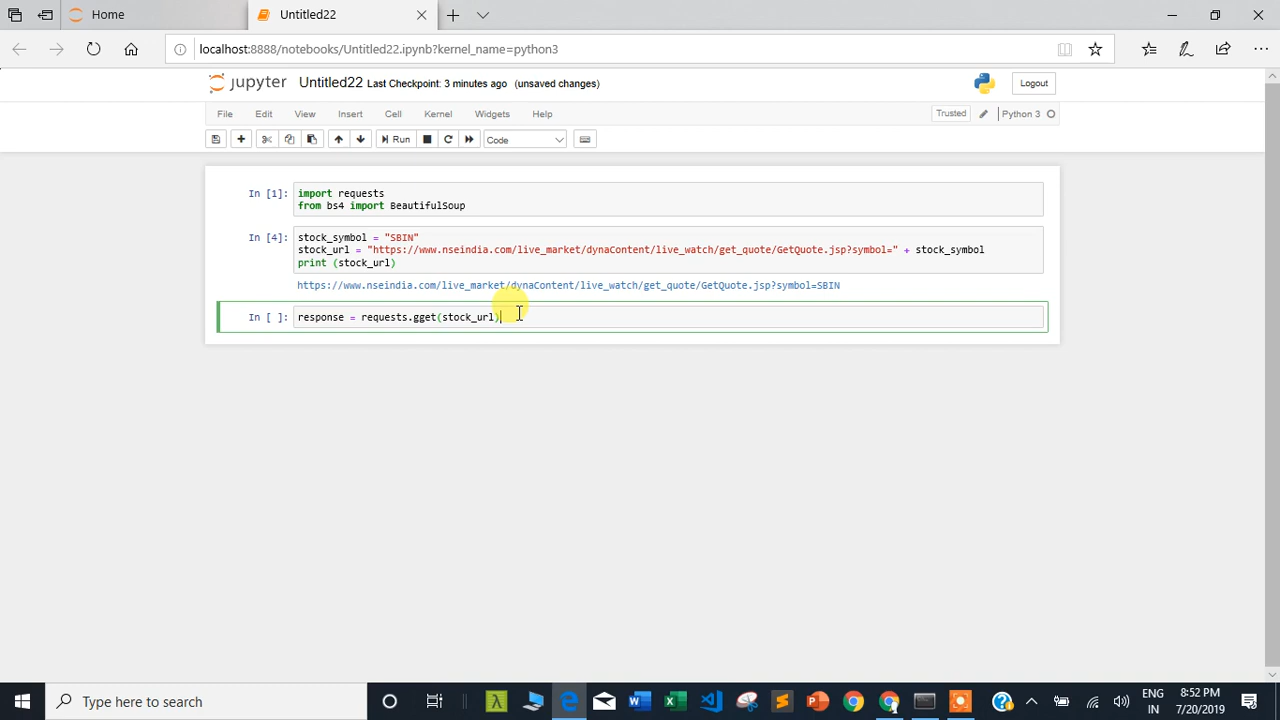 Home
Untitled22
localhost:8888/notebooks/Untitled22.ipynb?kernel_name=python3
jupyter Untitled22 Last Checkpoint: 3 minutes ago (unsaved changes)
Logout
File Edit View Insert Cell Kernel Widgets Help
Trusted Python 3
Run
Code
In [1]: import requests
from bs4 import BeautifulSoup
In [4]: stock_symbol = "SBIN"
stock_url = "https://www.nseindia.com/live_market/dynaContent/live_watch/get_quote/GetQuote.jsp?symbol=" + stock_symbol
print (stock_url)
https://www.nseindia.com/live_market/dynaContent/live_watch/get_quote/GetQuote.jsp?symbol=SBIN
In [ ]: response = requests.gget(stock_url)
Type here to search
ENG
IN
8:52 PM
7/20/2019